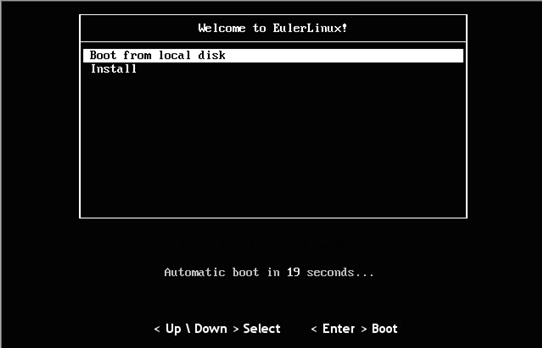 Welcome to EulerLinux!
Boot from local disk
Install
Automatic boot in 19 seconds...
< Up \ Down > Select < Enter > Boot